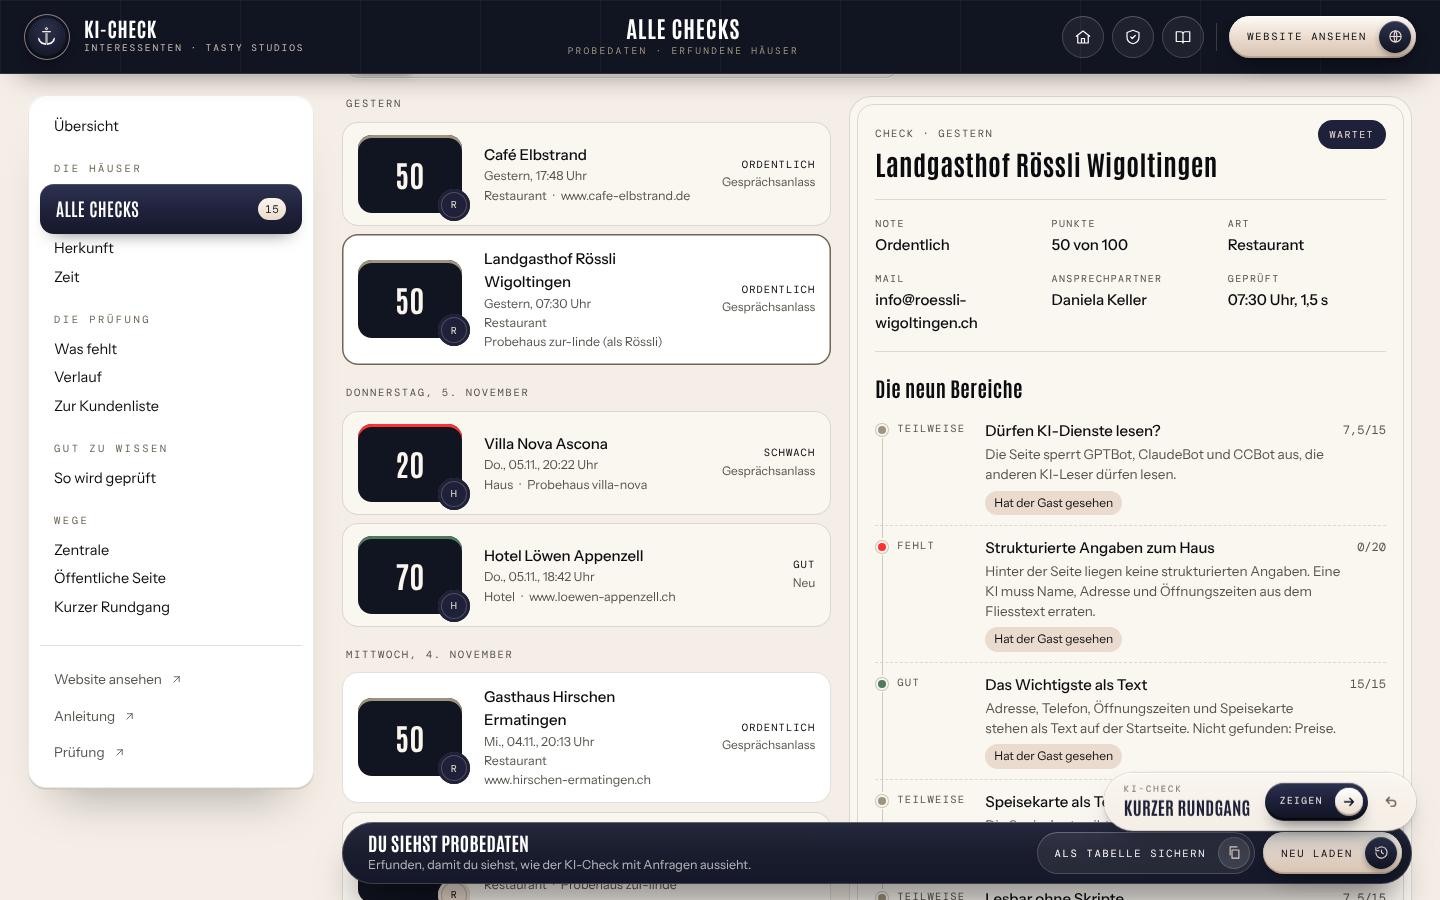 KI-CHECK
INTERESSENTEN · TASTY STUDIOS
ALLE CHECKS
PROBEDATEN · ERFUNDENE HÄUSER
WEBSITE ANSEHEN
Übersicht
DIE HÄUSER
ALLE CHECKS 15
Herkunft
Zeit
DIE PRÜFUNG
Was fehlt
Verlauf
Zur Kundenliste
GUT ZU WISSEN
So wird geprüft
WEGE
Zentrale
Öffentliche Seite
Kurzer Rundgang
Website ansehen
Anleitung
Prüfung
GESTERN
50
R
Café Elbstrand
Gestern, 17:48 Uhr
Restaurant · www.cafe-elbstrand.de
ORDENTLICH
Gesprächsanlass
50
R
Landgasthof Rössli
Wigoltingen
Gestern, 07:30 Uhr
Restaurant
Probehaus zur-linde (als Rössli)
ORDENTLICH
Gesprächsanlass
DONNERSTAG, 5. NOVEMBER
20
H
Villa Nova Ascona
Do., 05.11., 20:22 Uhr
Haus · Probehaus villa-nova
SCHWACH
Gesprächsanlass
70
H
Hotel Löwen Appenzell
Do., 05.11., 18:42 Uhr
Hotel · www.loewen-appenzell.ch
GUT
Neu
MITTWOCH, 4. NOVEMBER
50
R
Gasthaus Hirschen
Ermatingen
Mi., 04.11., 20:13 Uhr
Restaurant
www.hirschen-ermatingen.ch
ORDENTLICH
Gesprächsanlass
Restaurant · Probehaus zur-linde
R
CHECK · GESTERN
WARTET
Landgasthof Rössli Wigoltingen
NOTE
Ordentlich
PUNKTE
50 von 100
ART
Restaurant
MAIL
info@roessli-
wigoltingen.ch
ANSPRECHPARTNER
Daniela Keller
GEPRÜFT
07:30 Uhr, 1,5 s
Die neun Bereiche
TEILWEISE
Dürfen KI-Dienste lesen?
7,5/15
Die Seite sperrt GPTBot, ClaudeBot und CCBot aus, die
anderen KI-Leser dürfen lesen.
Hat der Gast gesehen
FEHLT
Strukturierte Angaben zum Haus
0/20
Hinter der Seite liegen keine strukturierten Angaben. Eine
KI muss Name, Adresse und Öffnungszeiten aus dem
Fliesstext erraten.
Hat der Gast gesehen
GUT
Das Wichtigste als Text
15/15
Adresse, Telefon, Öffnungszeiten und Speisekarte
stehen als Text auf der Startseite. Nicht gefunden: Preise.
Hat der Gast gesehen
TEILWEISE
Speisekarte als
TEILWEISE
Lesbar ohne Skripte
7,5/15
KI-CHECK
KURZER RUNDGANG
ZEIGEN
DU SIEHST PROBEDATEN
Erfunden, damit du siehst, wie der KI-Check mit Anfragen aussieht.
ALS TABELLE SICHERN
NEU LADEN